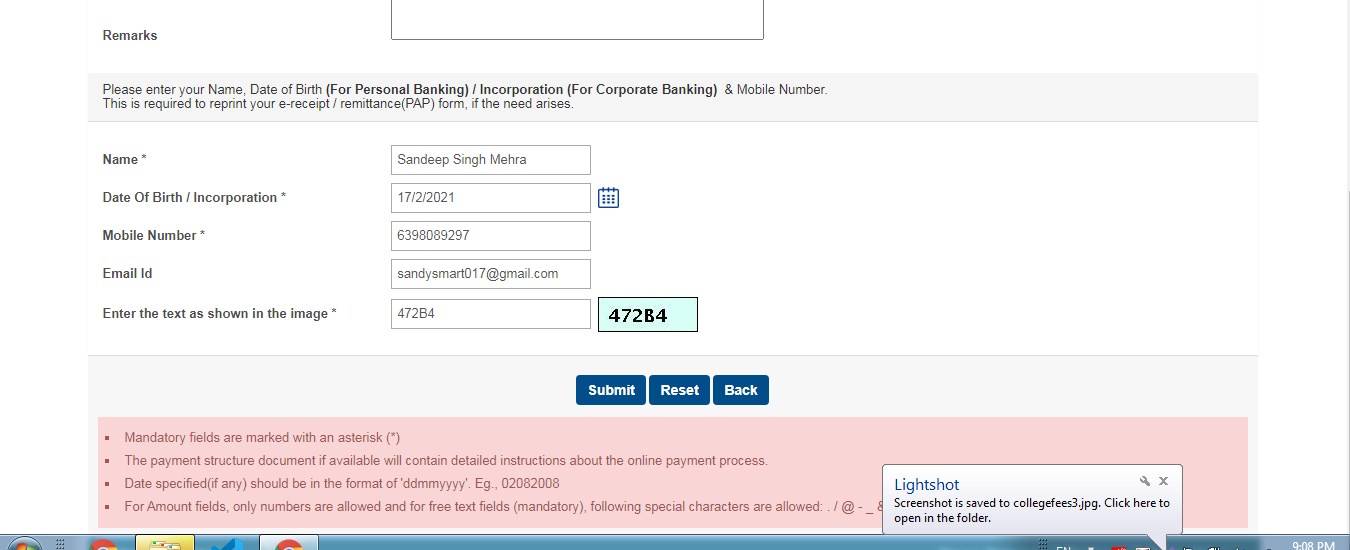 Remarks
Please enter your Name, Date of Birth (For Personal Banking) / Incorporation (For Corporate Banking) & Mobile Number.
This is required to reprint your e-receipt / remittance(PAP) form, if the need arises.
Name *
Sandeep Singh Mehra
Date Of Birth / Incorporation *
17/2/2021
Mobile Number *
6398089297
Email Id
sandysmart017@gmail.com
Enter the text as shown in the image *
472B4
472B4
Submit Reset Back
Mandatory fields are marked with an asterisk (*)
The payment structure document if available will contain detailed instructions about the online payment process.
Date specified(if any) should be in the format of 'ddmmyyyy'. Eg., 02082008
For Amount fields, only numbers are allowed and for free text fields (mandatory), following special characters are allowed: . / @ - _ &
Lightshot
Screenshot is saved to collegefees3.jpg. Click here to
open in the folder.
EN
9:08 PM